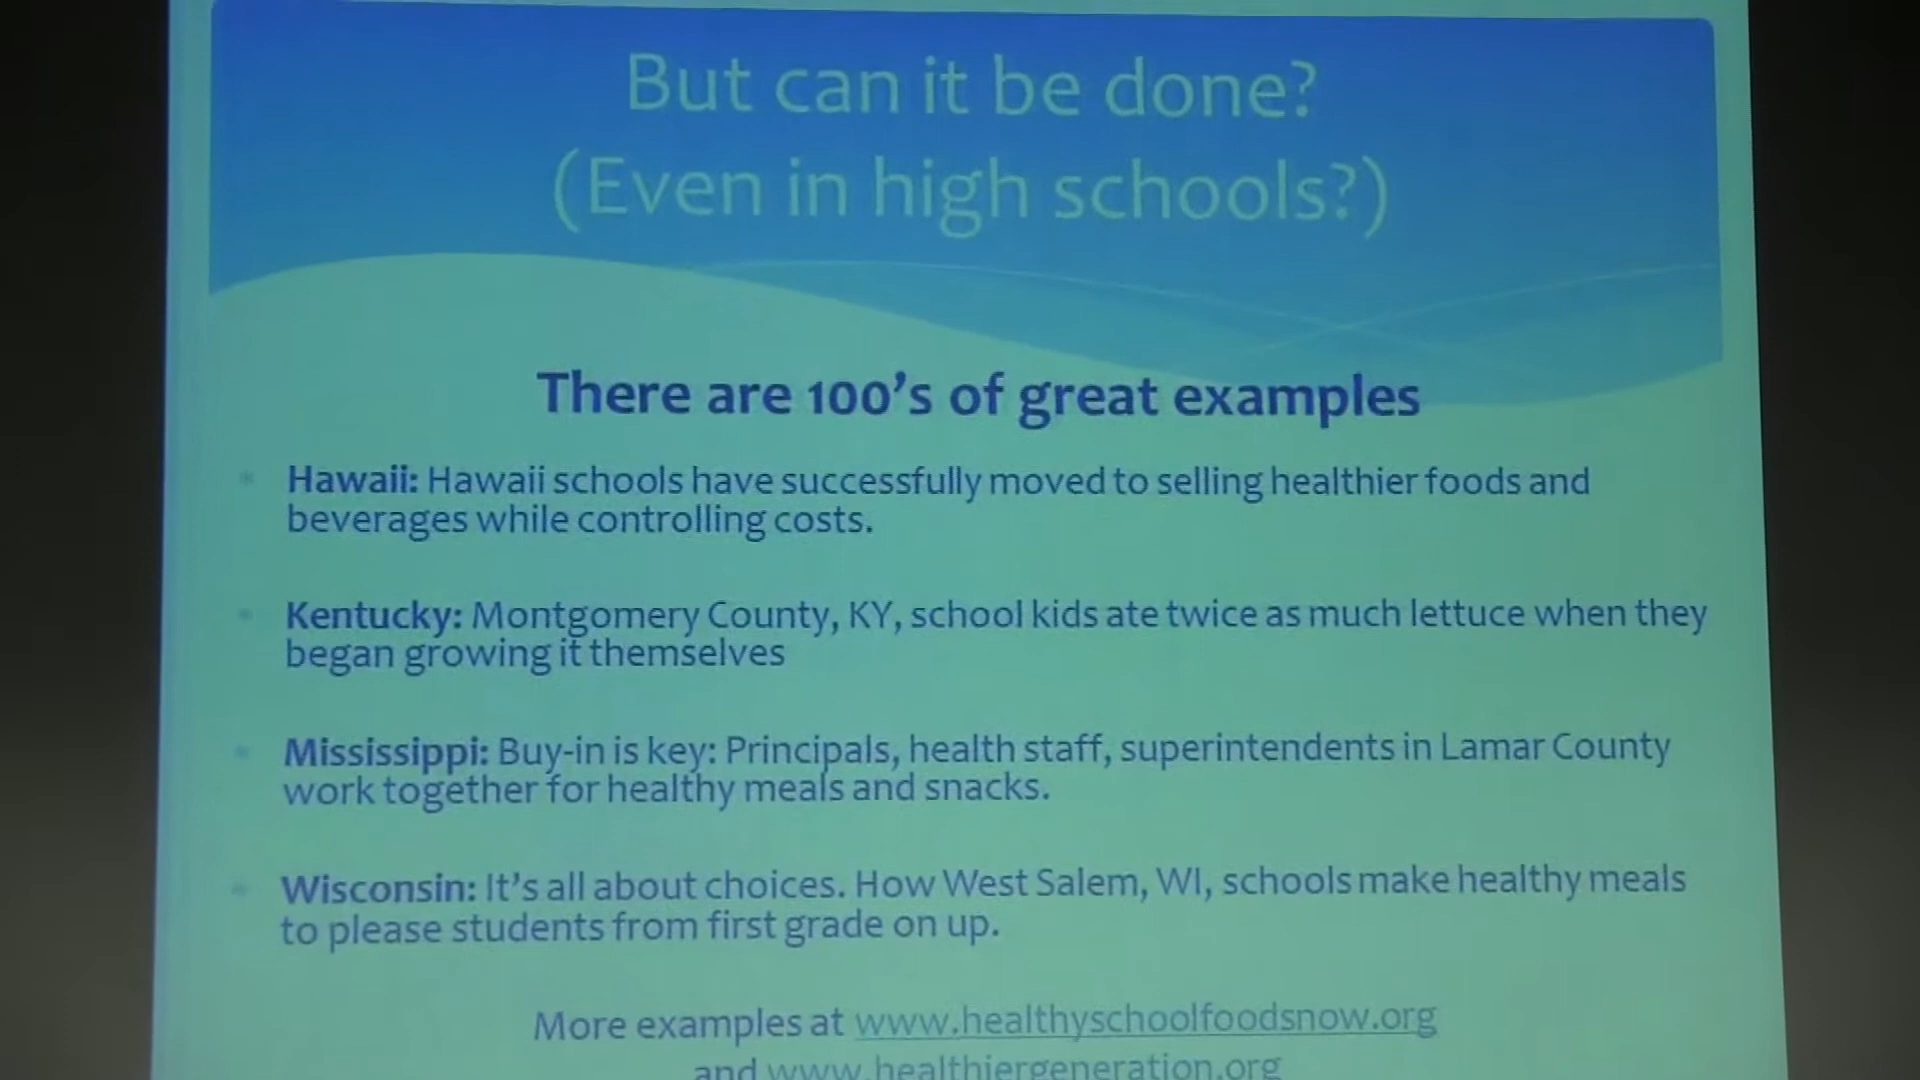 But can it be done?
(Even in high schools?)
There are 100's of great examples
Hawaii: Hawaii schools have successfully moved to selling healthier foods and
beverages while controlling costs.
Kentucky: Montgomery County, KY, school kids ate twice as much lettuce when they
began growing it themselves
Mississippi: Buy-in is key: Principals, health staff, superintendents in Lamar County
work together for healthy meals and snacks.
Wisconsin: It's all about choices. How West Salem, WI, schools make healthy meals
to please students from first grade on up.
More examples at www.healthyschoolfoodsnow.org
and www.healthiergeneration.org